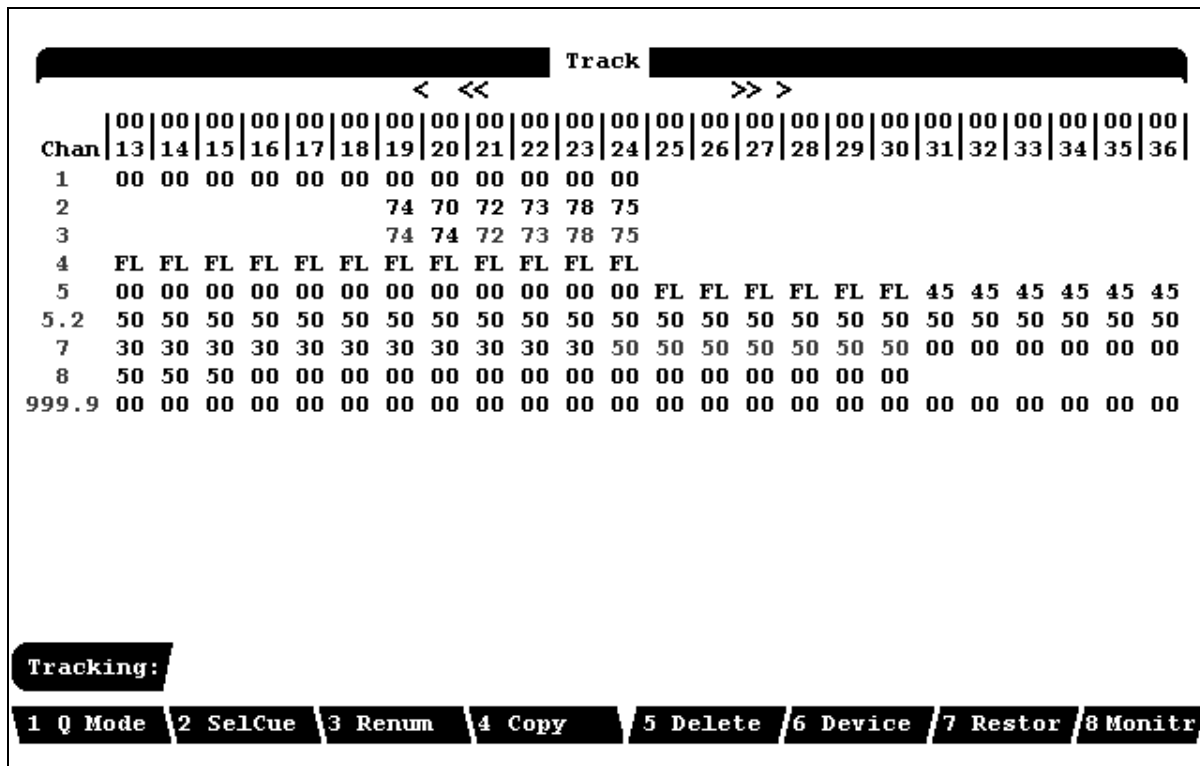 Track
< << >> >
|00|00|00|00|00|00|00|00|00|00|00|00|00|00|00|00|00|00|00|00|00|00|00|00|
Chan|13|14|15|16|17|18|19|20|21|22|23|24|25|26|27|28|29|30|31|32|33|34|35|36|
1 00 00 00 00 00 00 00 00 00 00 00 00
2 74 70 72 73 78 75
3 74 74 72 73 78 75
4 FL FL FL FL FL FL FL FL FL FL FL FL
5 00 00 00 00 00 00 00 00 00 00 00 00 FL FL FL FL FL FL 45 45 45 45 45 45
5.2 50 50 50 50 50 50 50 50 50 50 50 50 50 50 50 50 50 50 50 50 50 50 50 50
7 30 30 30 30 30 30 30 30 30 30 30 50 50 50 50 50 50 50 00 00 00 00 00 00
8 50 50 50 00 00 00 00 00 00 00 00 00 00 00 00 00 00 00
999.9 00 00 00 00 00 00 00 00 00 00 00 00 00 00 00 00 00 00 00 00 00 00 00 00
Tracking:
1 Q Mode 2 SelCue 3 Renum 4 Copy 5 Delete 6 Device 7 Restor 8 Monitr